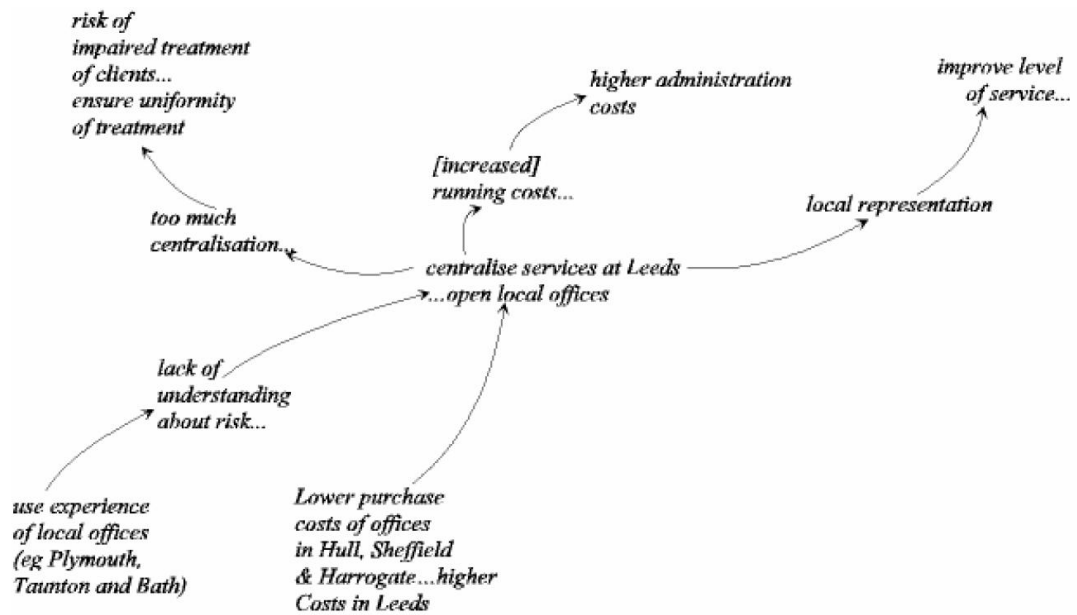 risk of
impaired treatment
of clients...
ensure uniformity
of treatment
higher administration
costs
improve level
of service...
[increased]
running costs...
too much
centralisation...
local representation
centralise services at Leeds
...open local offices
lack of
understanding
about risk...
use experience
of local offices
(eg Plymouth,
Taunton and Bath)
Lower purchase
costs of offices
in Hull, Sheffield
& Harrogate...higher
Costs in Leeds